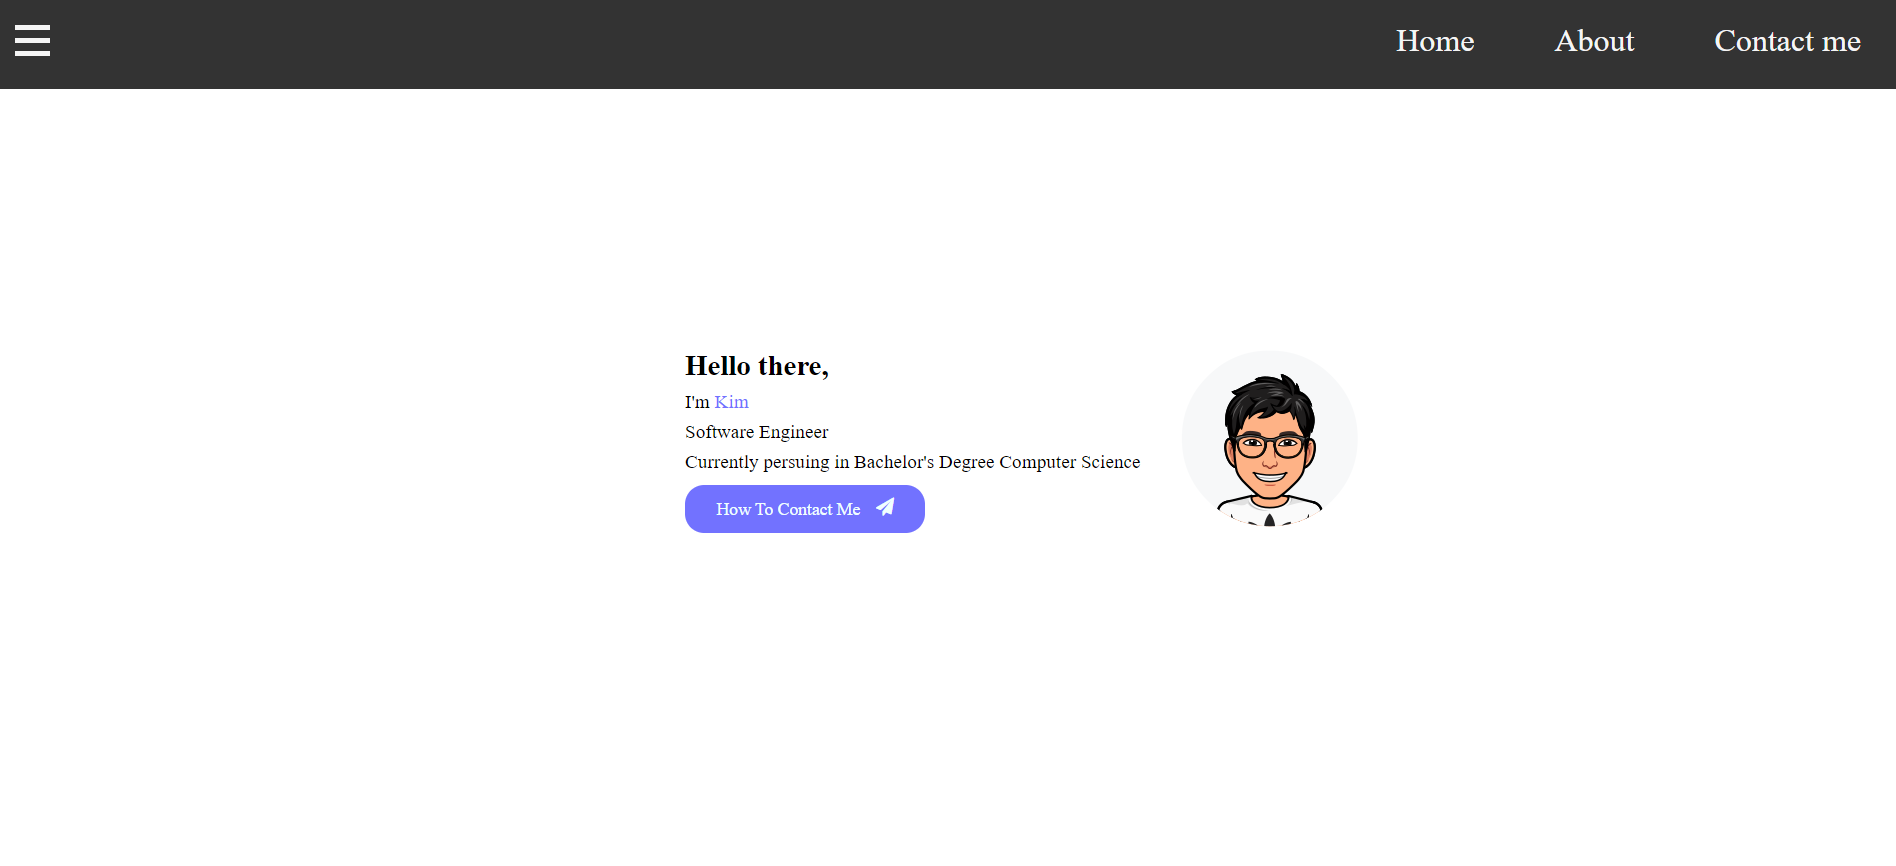 Home About Contact me
Hello there,
I'm Kim
Software Engineer
Currently persuing in Bachelor's Degree Computer Science
How To Contact Me